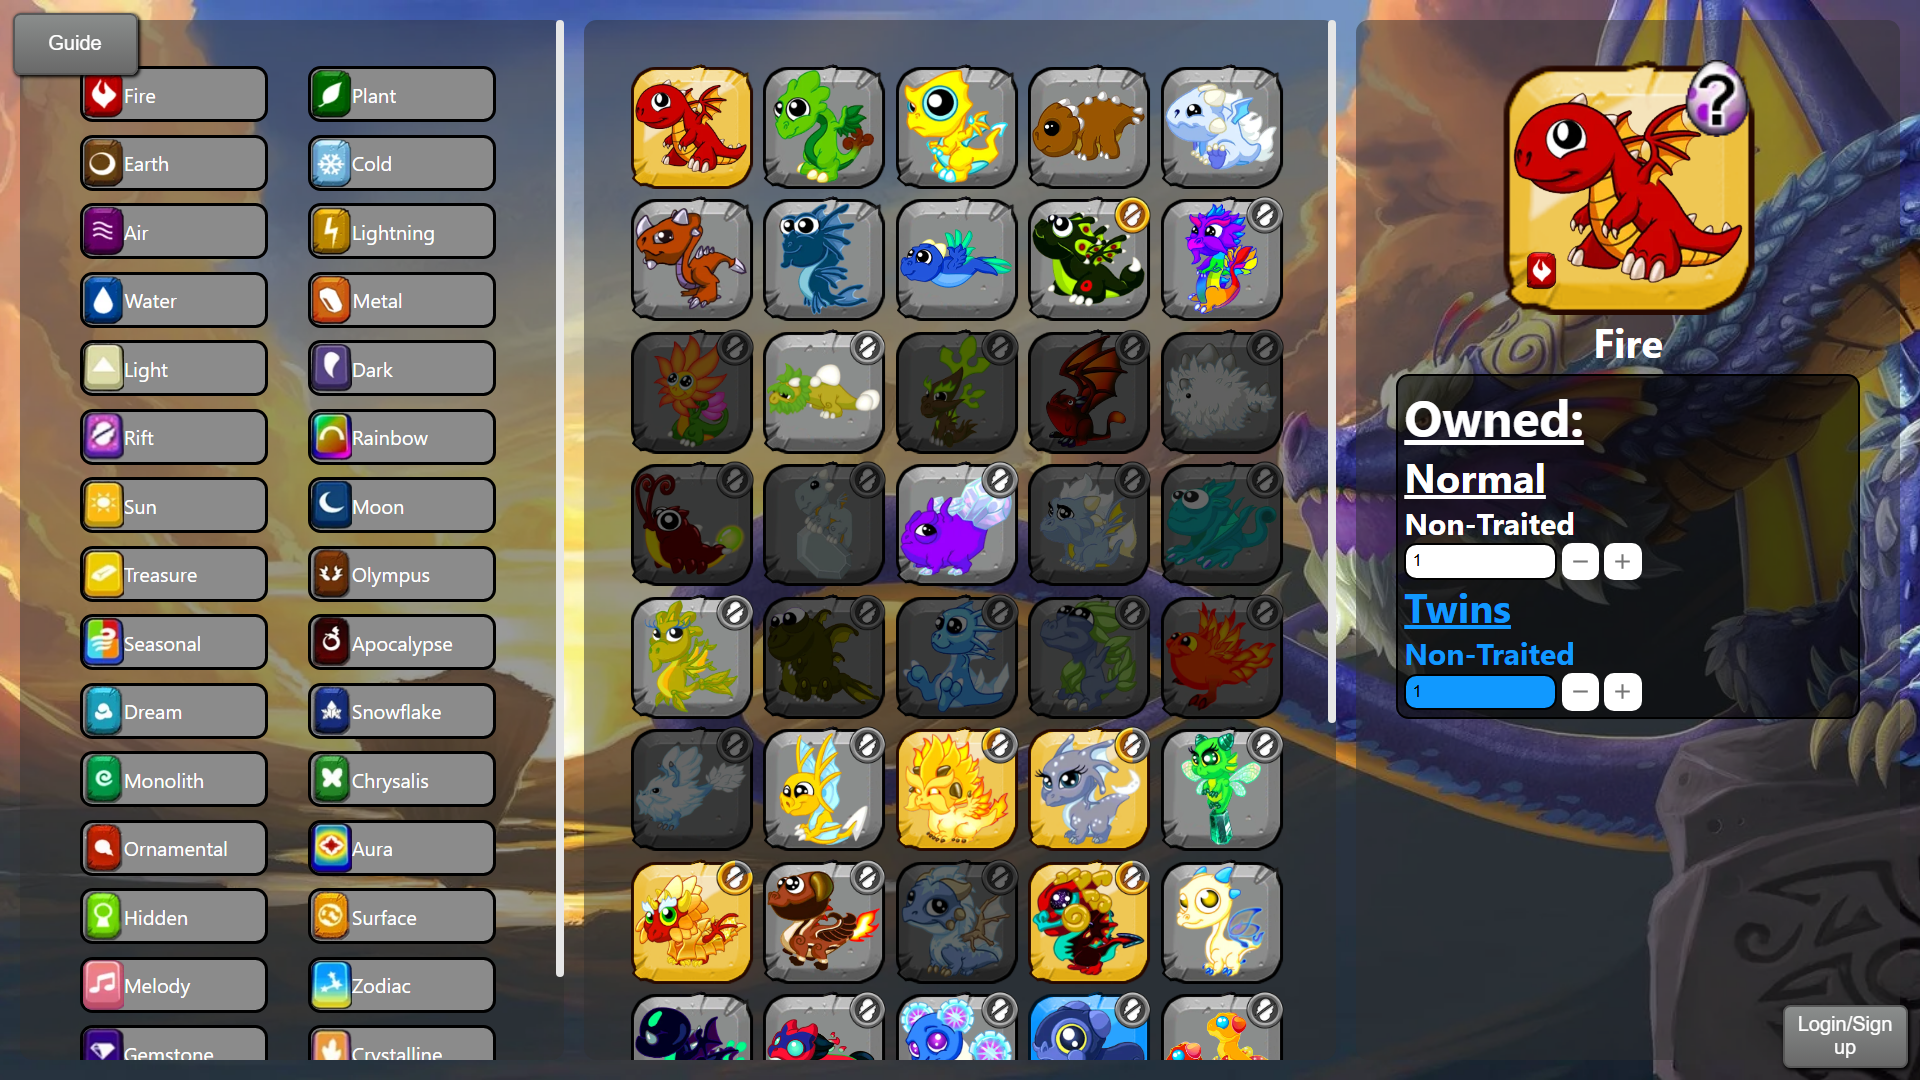 Guide
Fire
Plant
Earth
Cold
Air
Lightning
Water
Metal
Light
Dark
Rift
Rainbow
Sun
Moon
Treasure
Olympus
Seasonal
Apocalypse
Dream
Snowflake
Monolith
Chrysalis
Ornamental
Aura
Hidden
Surface
Melody
Zodiac
Gemstone
Crystalline
?
Fire
Owned:
Normal
Non-Traited
1
− +
Twins
Non-Traited
1
− +
Login/Sign
up